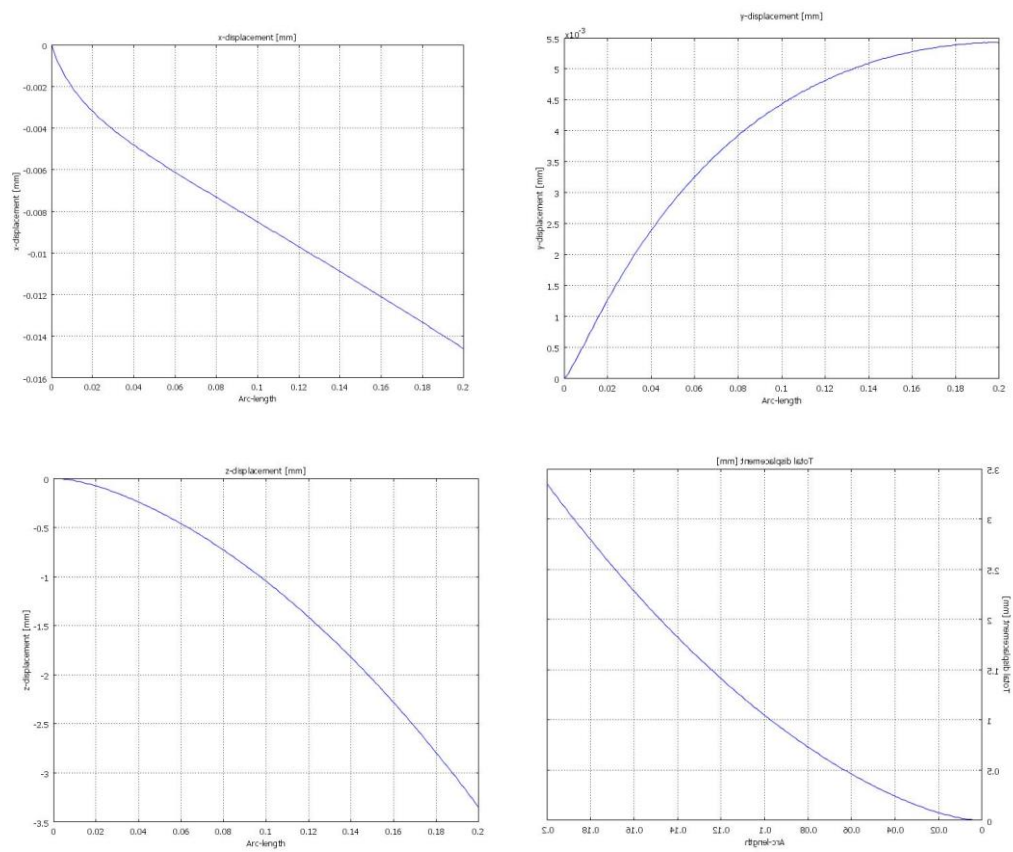 x-displacement [mm]
0
-0.002
-0.004
-0.006
-0.008
-0.01
-0.012
-0.014
-0.016
x-displacement [mm]
0 0.02 0.04 0.06 0.08 0.1 0.12 0.14 0.16 0.18 0.2
Arc-length
y-displacement [mm]
x10⁻³
5.5
5
4.5
4
3.5
3
2.5
2
1.5
1
0.5
0
y-displacement [mm]
0 0.02 0.04 0.06 0.08 0.1 0.12 0.14 0.16 0.18 0.2
Arc-length
z-displacement [mm]
0
-0.5
-1
-1.5
-2
-2.5
-3
-3.5
z-displacement [mm]
0 0.02 0.04 0.06 0.08 0.1 0.12 0.14 0.16 0.18 0.2
Arc-length
Total displacement [mm]
3.5
3
2.5
2
1.5
1
0.5
0
Total displacement [mm]
0.2 0.18 0.16 0.14 0.12 0.1 0.08 0.06 0.04 0.02 0
Arc-length